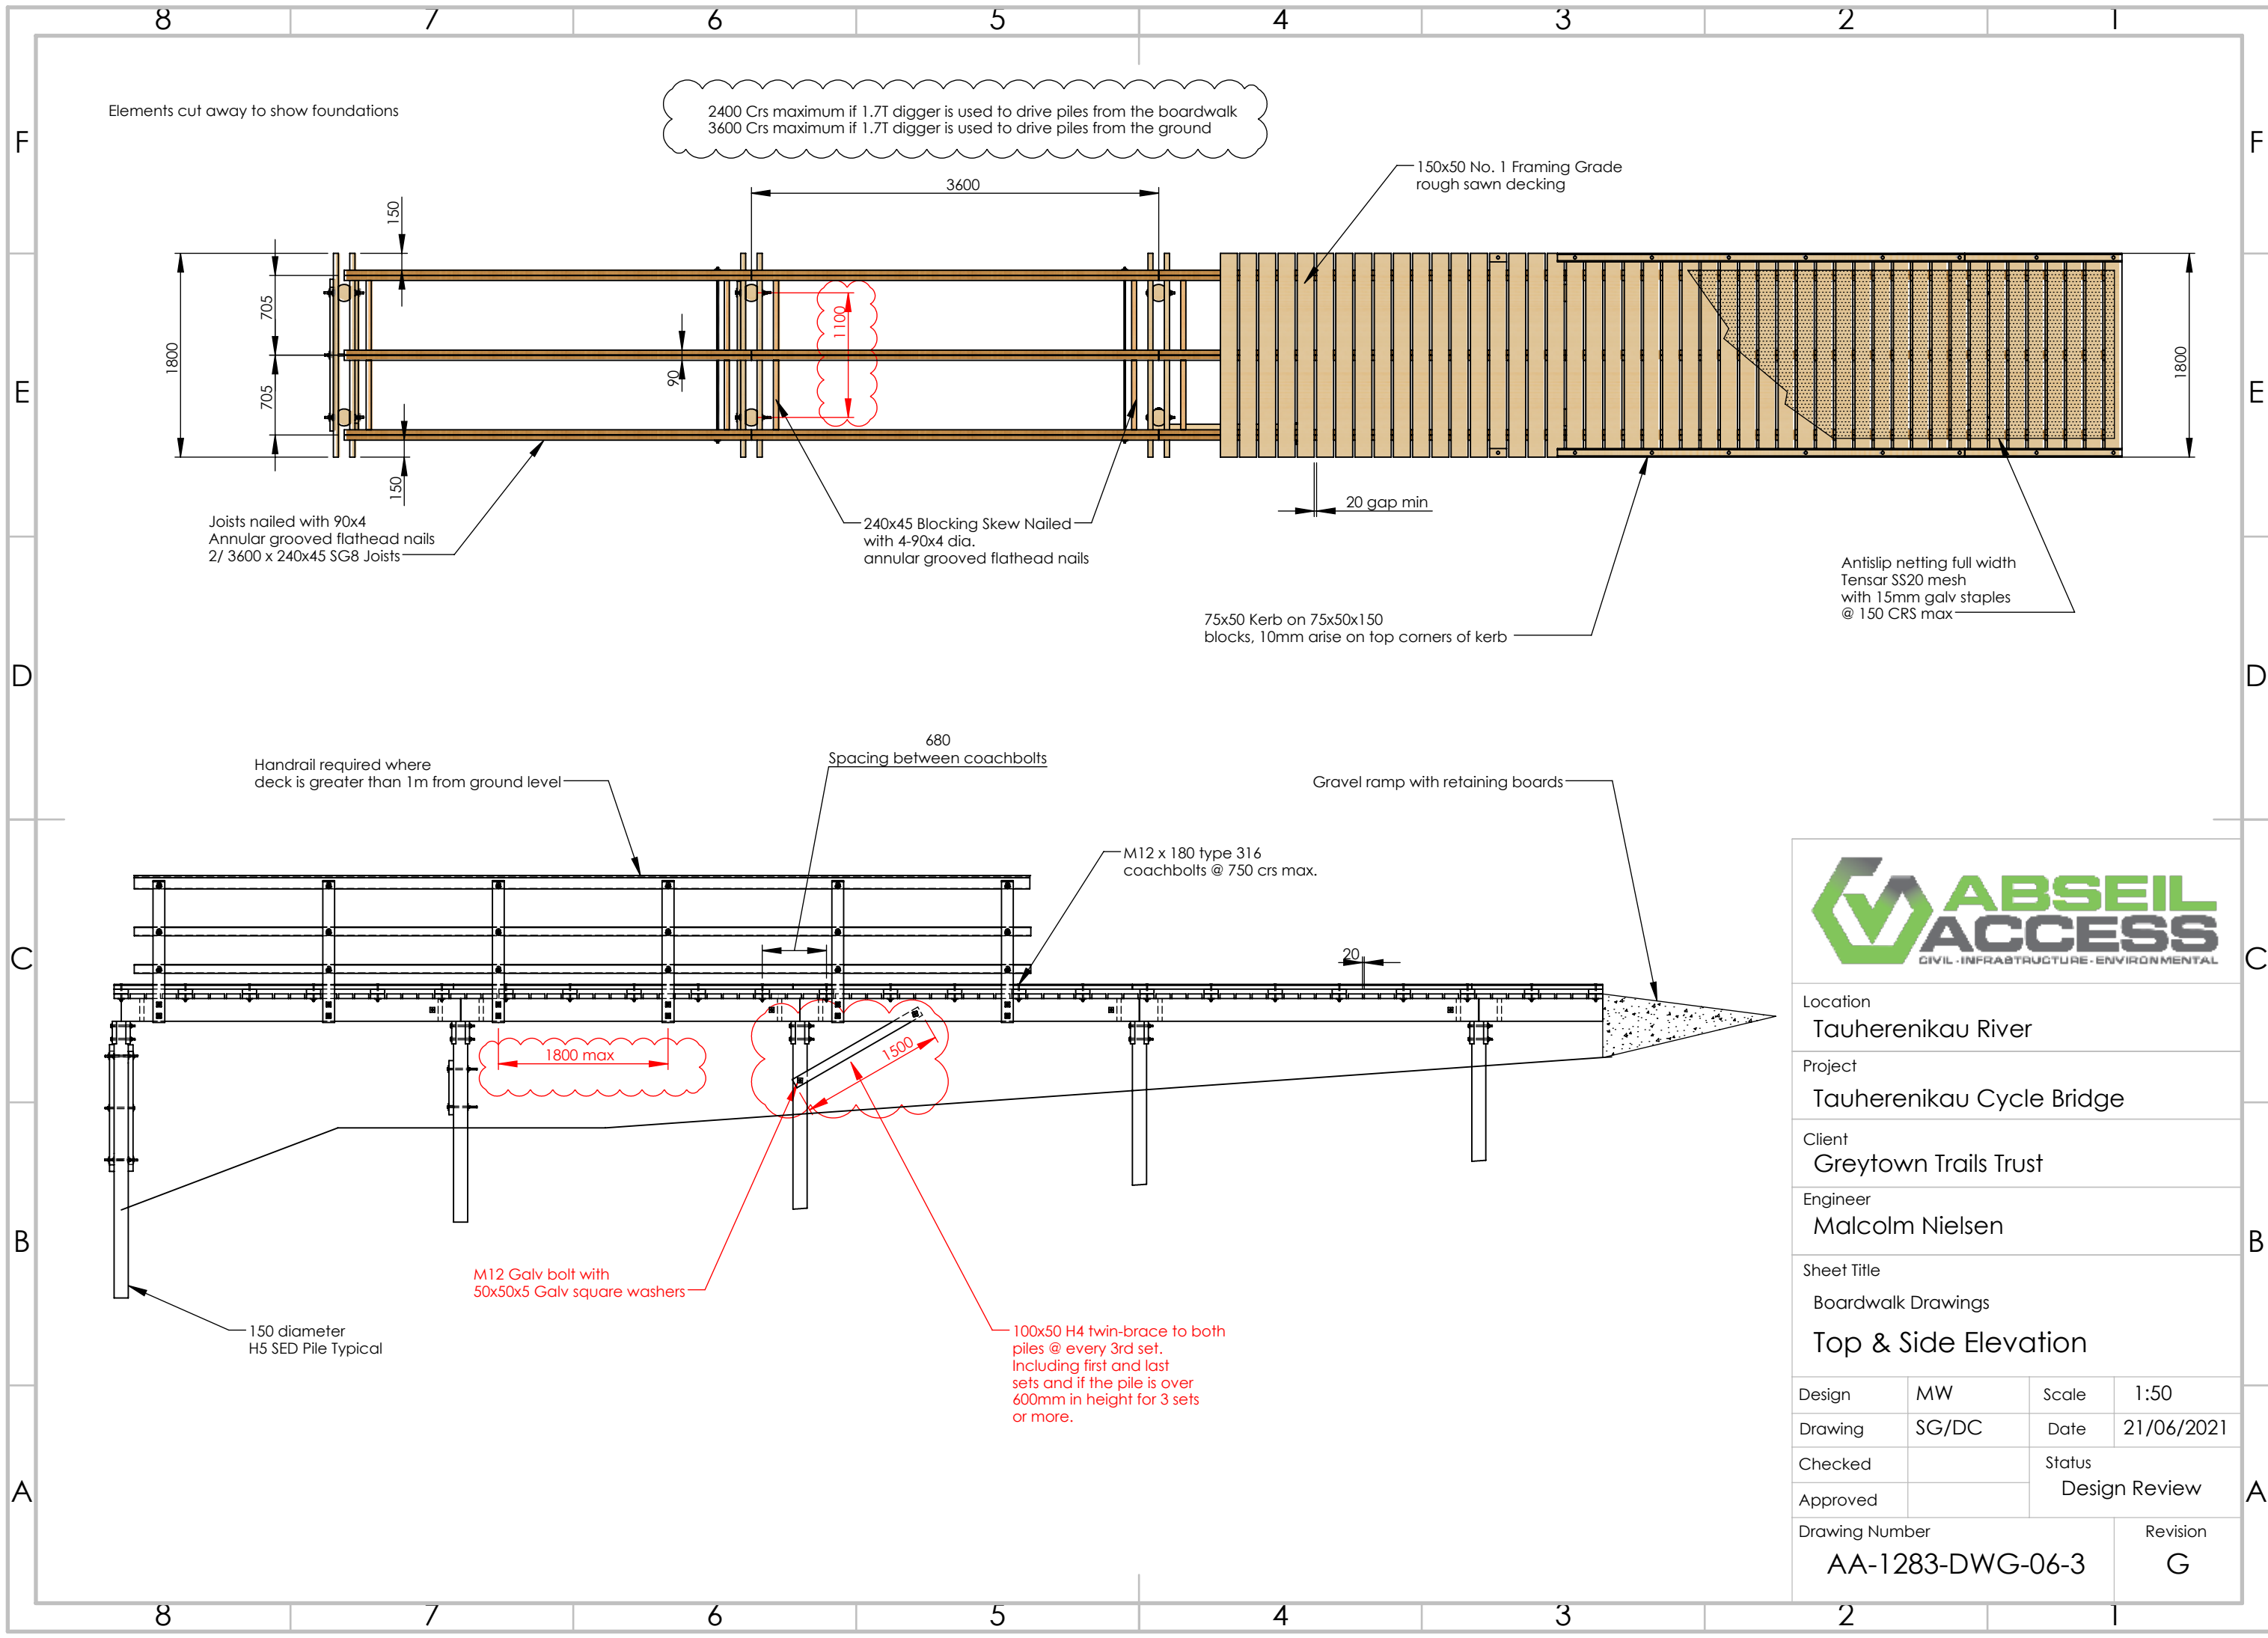 8 7 6 5 4 3 2 1
F
E
D
C
B
A
F
E
D
C
B
A
Elements cut away to show foundations
2400 Crs maximum if 1.7T digger is used to drive piles from the boardwalk
3600 Crs maximum if 1.7T digger is used to drive piles from the ground
150x50 No. 1 Framing Grade
rough sawn decking
3600
150
705
1800
705
150
90
1100
1800
20 gap min
Joists nailed with 90x4
Annular grooved flathead nails
2/ 3600 x 240x45 SG8 Joists
240x45 Blocking Skew Nailed
with 4-90x4 dia.
annular grooved flathead nails
Antislip netting full width
Tensar SS20 mesh
with 15mm galv staples
@ 150 CRS max
75x50 Kerb on 75x50x150
blocks, 10mm arise on top corners of kerb
680
Spacing between coachbolts
Handrail required where
deck is greater than 1m from ground level
Gravel ramp with retaining boards
M12 x 180 type 316
coachbolts @ 750 crs max.
20
1800 max
1500
M12 Galv bolt with
50x50x5 Galv square washers
150 diameter
H5 SED Pile Typical
100x50 H4 twin-brace to both
piles @ every 3rd set.
Including first and last
sets and if the pile is over
600mm in height for 3 sets
or more.
ABSEIL
ACCESS
CIVIL - INFRASTRUCTURE - ENVIRONMENTAL
Location
Tauherenikau River
Project
Tauherenikau Cycle Bridge
Client
Greytown Trails Trust
Engineer
Malcolm Nielsen
Sheet Title
Boardwalk Drawings
Top & Side Elevation
Design MW Scale 1:50
Drawing SG/DC Date 21/06/2021
Checked Status
Design Review
Approved
Drawing Number Revision
AA-1283-DWG-06-3 G
8 7 6 5 4 3 2 1